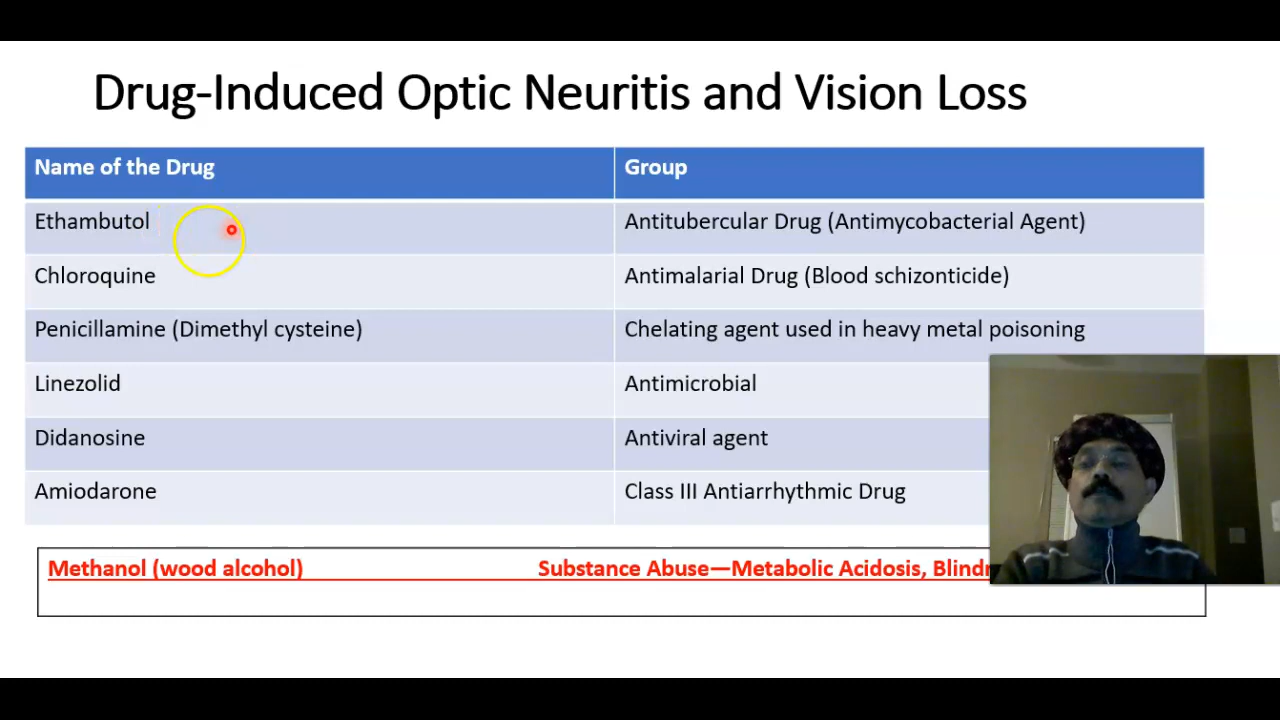 Drug-Induced Optic Neuritis and Vision Loss
Name of the Drug Group
Ethambutol Antitubercular Drug (Antimycobacterial Agent)
Chloroquine Antimalarial Drug (Blood schizonticide)
Penicillamine (Dimethyl cysteine) Chelating agent used in heavy metal poisoning
Linezolid Antimicrobial
Didanosine Antiviral agent
Amiodarone Class III Antiarrhythmic Drug
Methanol (wood alcohol) Substance Abuse—Metabolic Acidosis,